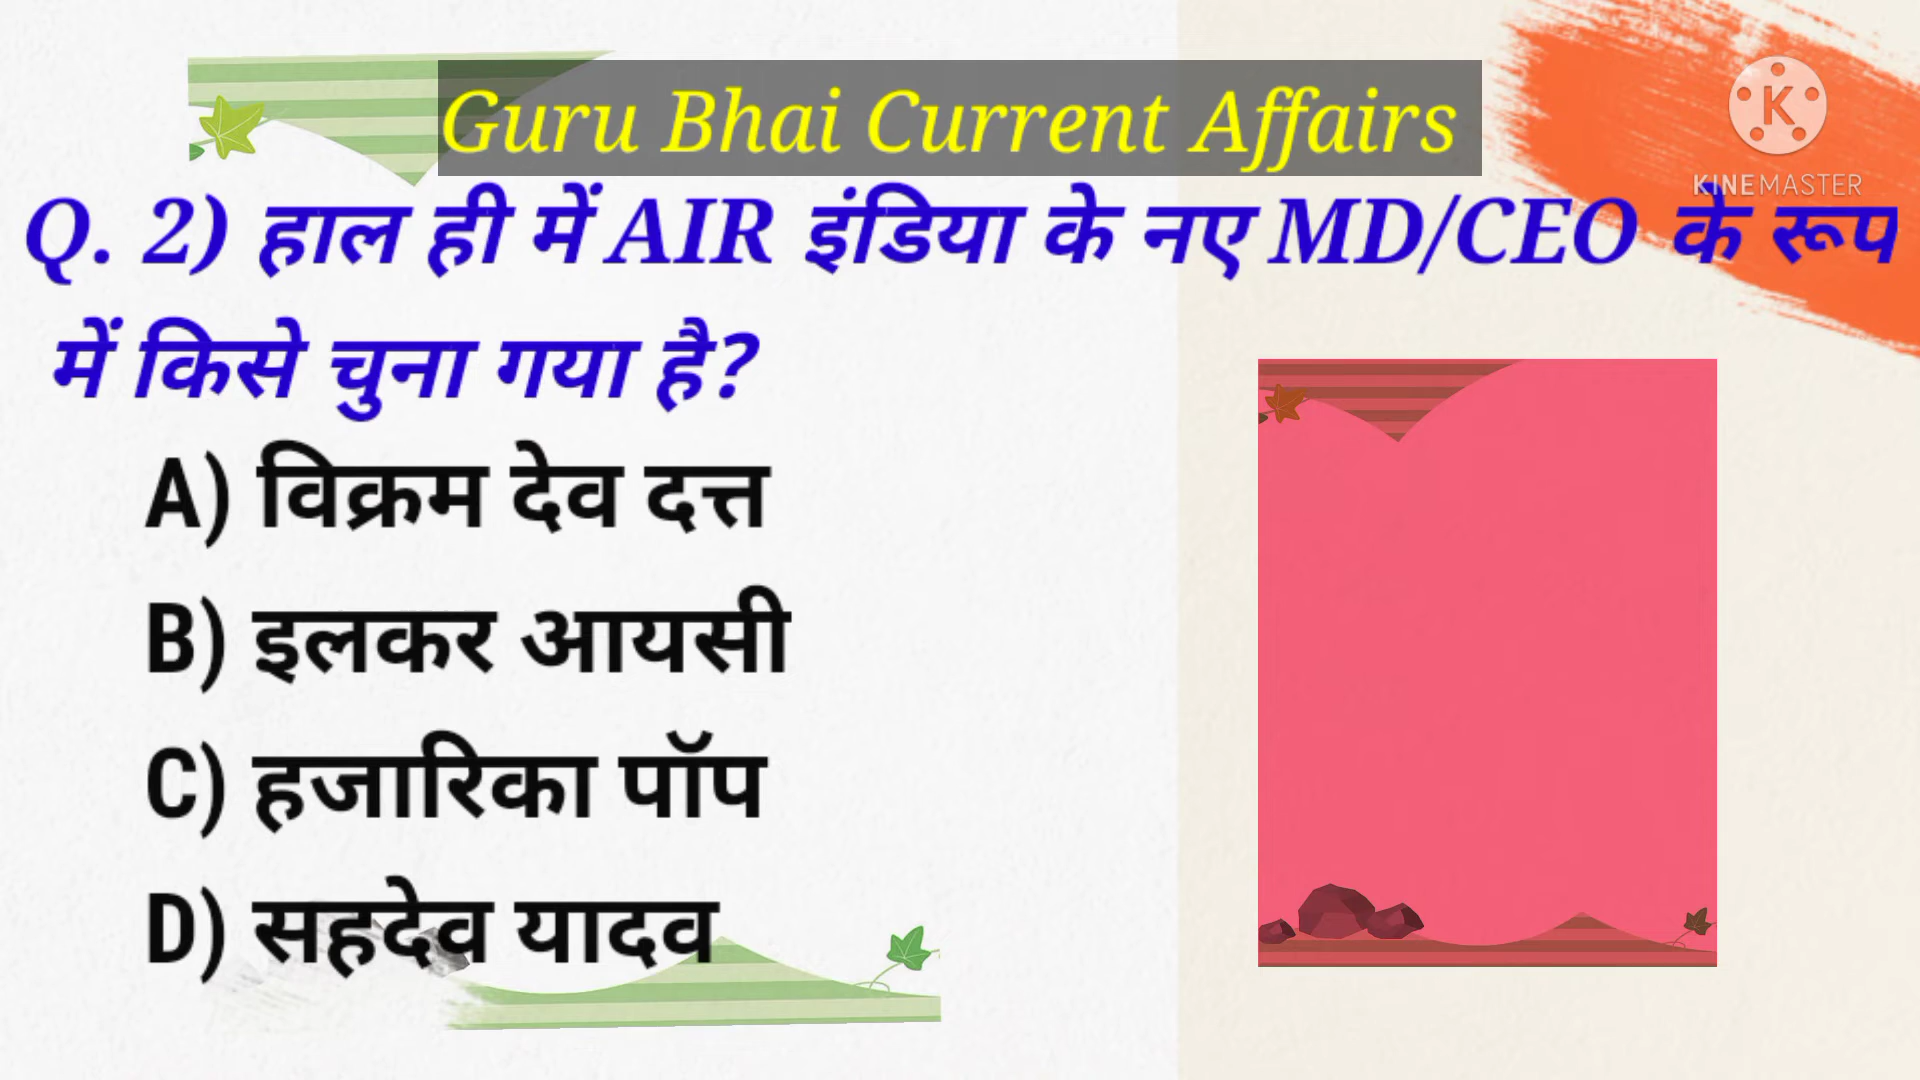 Guru Bhai Current Affairs
KINEMASTER
Q. 2) हाल ही में AIR इंडिया के नए MD/CEO के रूप
में किसे चुना गया है?
A) विक्रम देव दत्त
B) इलकर आयसी
C) हजारिका पॉप
D) सहदेव यादव